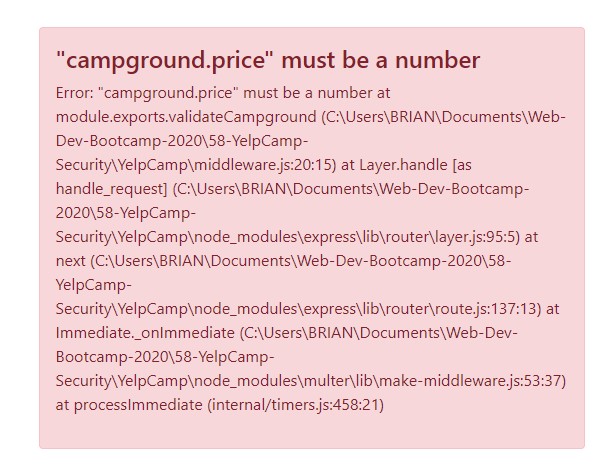 "campground.price" must be a number
Error: "campground.price" must be a number at
module.exports.validateCampground (C:\Users\BRIAN\Documents\Web-
Dev-Bootcamp-2020\58-YelpCamp-
Security\YelpCamp\middleware.js:20:15) at Layer.handle [as
handle_request] (C:\Users\BRIAN\Documents\Web-Dev-Bootcamp-
2020\58-YelpCamp-
Security\YelpCamp\node_modules\express\lib\router\layer.js:95:5) at
next (C:\Users\BRIAN\Documents\Web-Dev-Bootcamp-2020\58-
YelpCamp-
Security\YelpCamp\node_modules\express\lib\router\route.js:137:13) at
Immediate._onImmediate (C:\Users\BRIAN\Documents\Web-Dev-
Bootcamp-2020\58-YelpCamp-
Security\YelpCamp\node_modules\multer\lib\make-middleware.js:53:37)
at processImmediate (internal/timers.js:458:21)